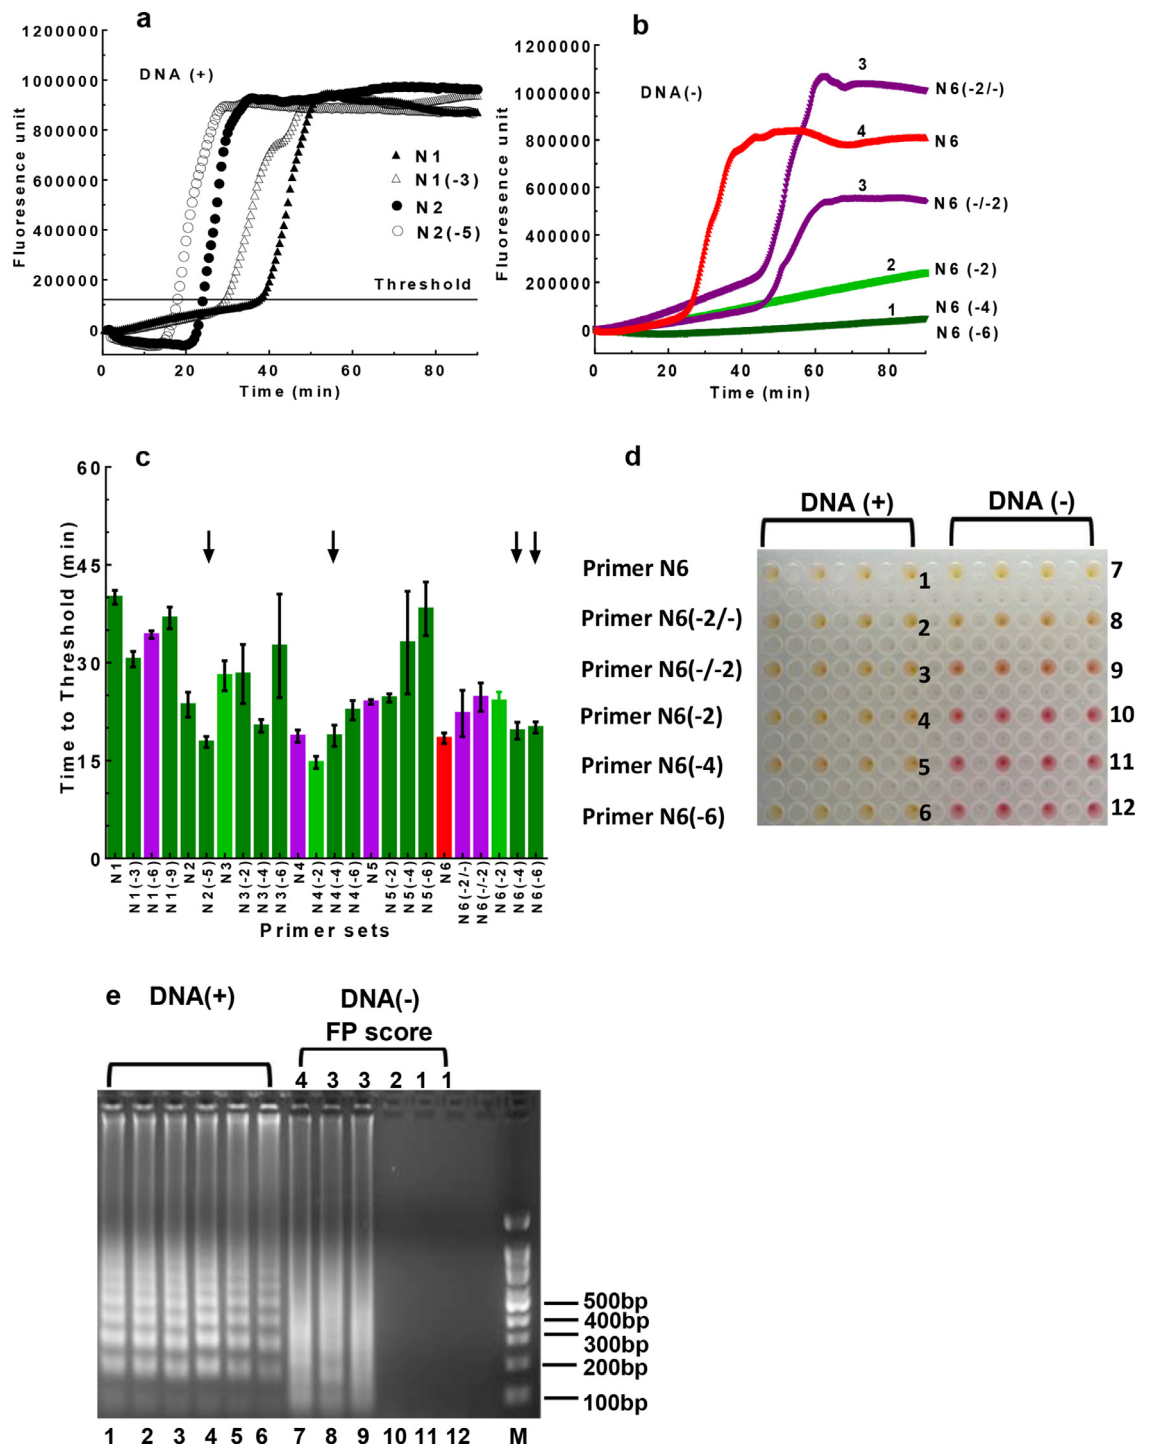 a
1200000
1000000
800000
600000
400000
200000
0
Fluorescence unit
DNA (+)
N1
N1(-3)
N2
N2(-5)
Threshold
0 20 40 60 80
Time (min)
b
1200000
1000000
800000
600000
400000
200000
0
Fluorescence unit
DNA(-)
3
N6(-2/-)
4
N6
3
N6 (-/-2)
2
N6 (-2)
N6 (-4)
1
N6 (-6)
0 20 40 60 80
Time (min)
c
60
45
30
15
0
Time to Threshold (min)
N1
N1(-3)
N1(-6)
N1(-9)
N2
N2(-5)
N3
N3(-2)
N3(-4)
N3(-6)
N4
N4(-2)
N4(-4)
N4(-6)
N5
N5(-2)
N5(-4)
N5(-6)
N6
N6(-2/-)
N6(-/-2)
N6(-2)
N6(-4)
N6(-6)
Primer sets
d
DNA (+) DNA (-)
Primer N6 1 7
Primer N6(-2/-) 2 8
Primer N6(-/-2) 3 9
Primer N6(-2) 4 10
Primer N6(-4) 5 11
Primer N6(-6) 6 12
e
DNA(+)
DNA(-)
FP score
4 3 3 2 1 1
500bp
400bp
300bp
200bp
100bp
1 2 3 4 5 6 7 8 9 10 11 12 M